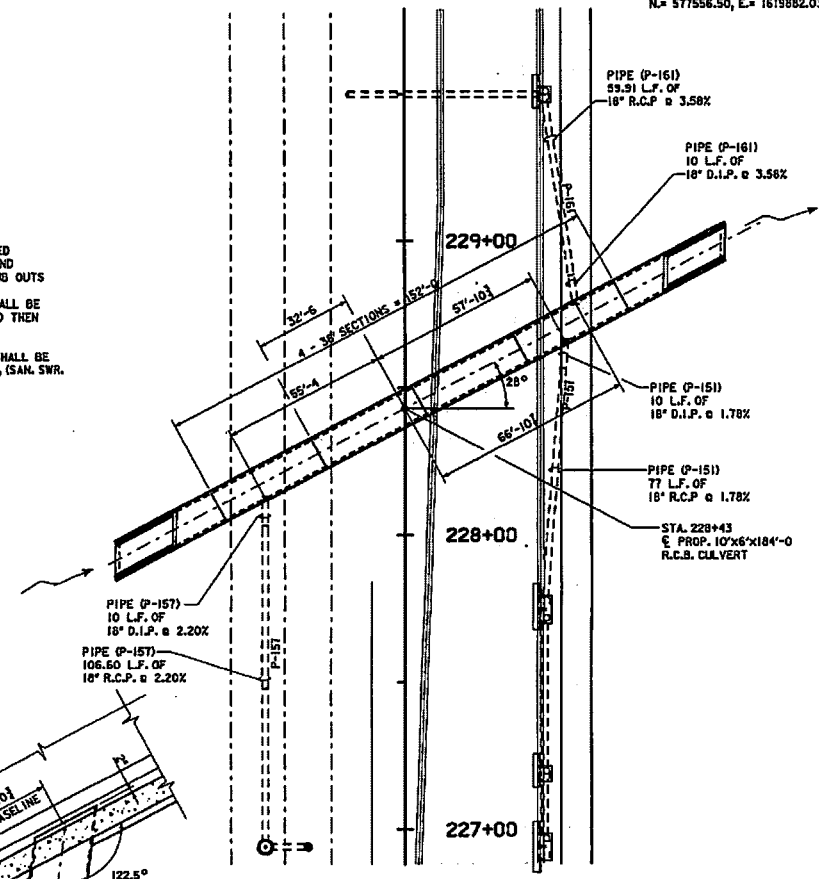 N.= 577556.50, E.= 1619882.03
PIPE (P-161)
59.91 L.F. OF
18" R.C.P @ 3.58%
PIPE (P-161)
10 L.F. OF
18" D.I.P. @ 3.58%
P-161
229+00
ED
ND
UB OUTS
ALL BE
D THEN
SHALL BE
, (SAN. SWR.
32'-6
4 - 38' SECTIONS = 152'-0
57'-10¾
55'-4
28°
66'-10¾
P-151
PIPE (P-151)
10 L.F. OF
18" D.I.P. @ 1.78%
PIPE (P-151)
77 L.F. OF
18" R.C.P @ 1.78%
STA. 228+43
℄ PROP. 10'x6'x184'-0
R.C.B. CULVERT
228+00
PIPE (P-157)
10 L.F. OF
18" D.I.P. @ 2.20%
PIPE (P-157)
106.60 L.F. OF
18" R.C.P. @ 2.20%
P-157
BASELINE
122.5°
227+00